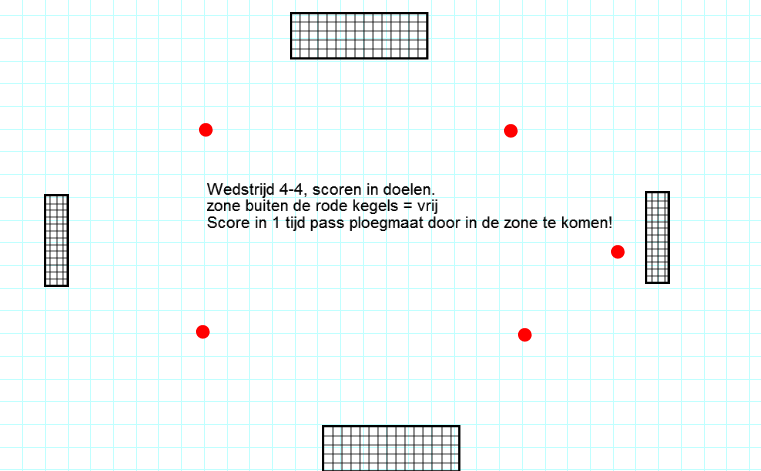 Wedstrijd 4-4, scoren in doelen.
zone buiten de rode kegels = vrij
Score in 1 tijd pass ploegmaat door in de zone te komen!